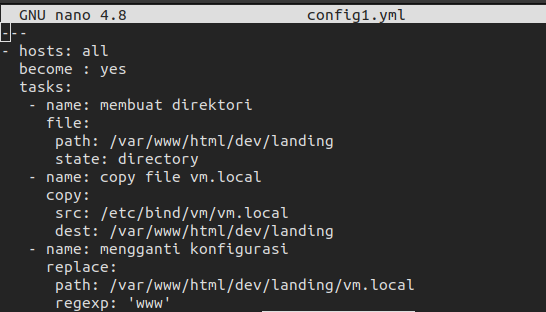 GNU nano 4.8 config1.yml
---
- hosts: all
  become : yes
  tasks:
   - name: membuat direktori
     file:
      path: /var/www/html/dev/landing
      state: directory
   - name: copy file vm.local
     copy:
      src: /etc/bind/vm/vm.local
      dest: /var/www/html/dev/landing
   - name: mengganti konfigurasi
     replace:
      path: /var/www/html/dev/landing/vm.local
      regexp: 'www'